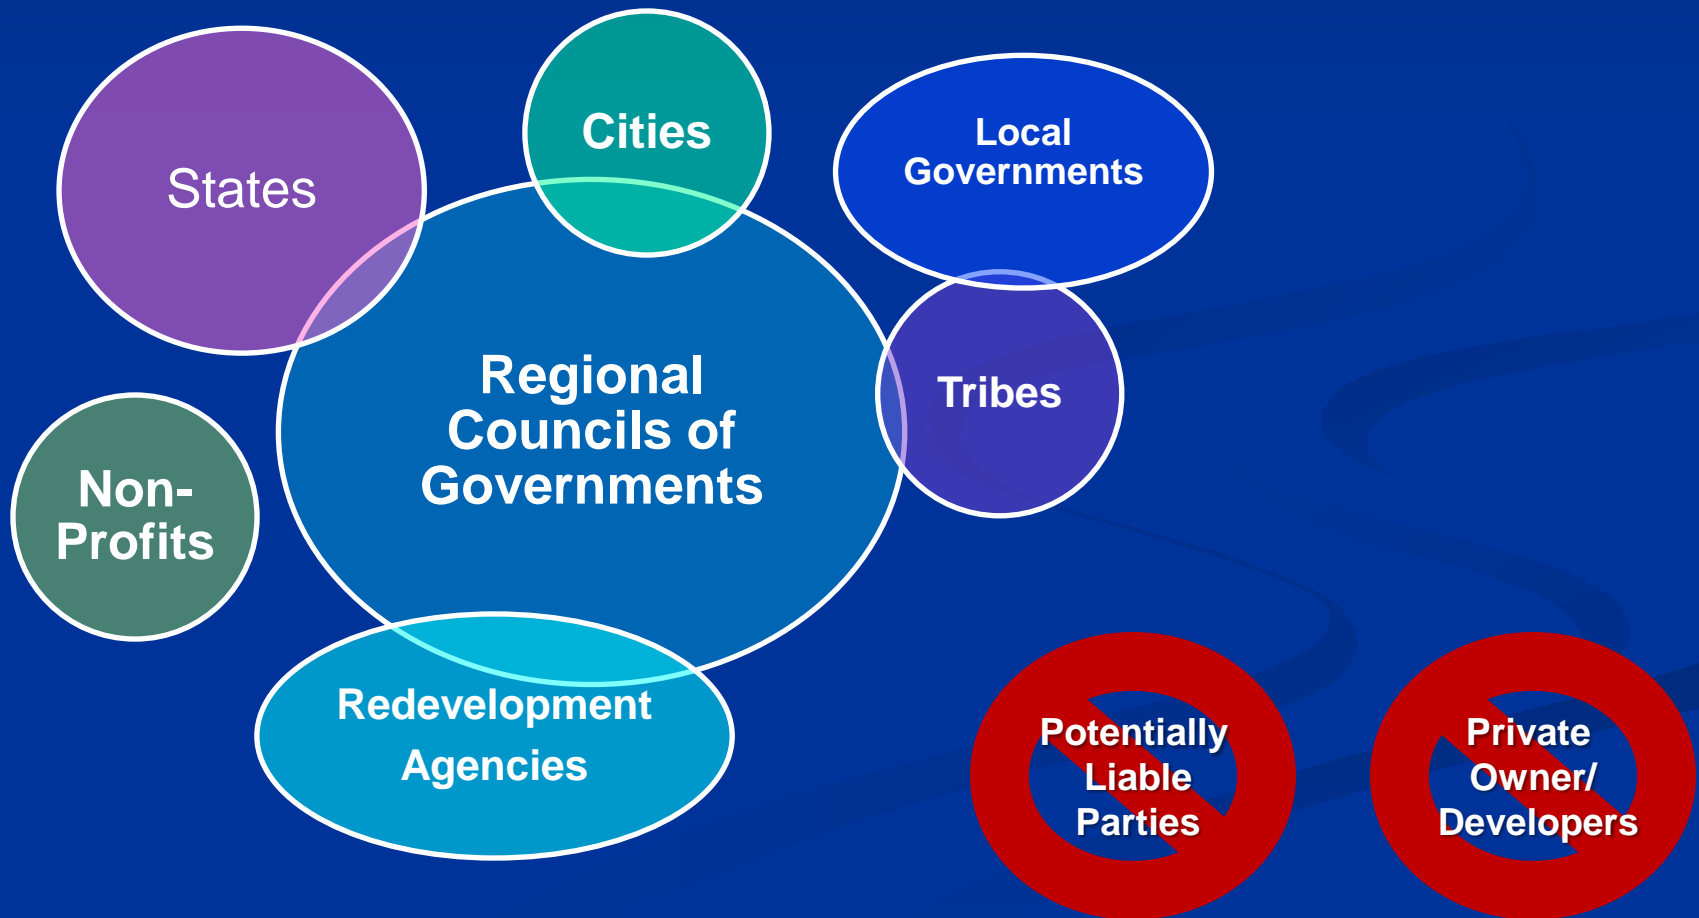 States
Cities
Local
Governments
Regional
Councils of
Governments
Tribes
Non-
Profits
Redevelopment
Agencies
Potentially
Liable
Parties
Private
Owner/
Developers